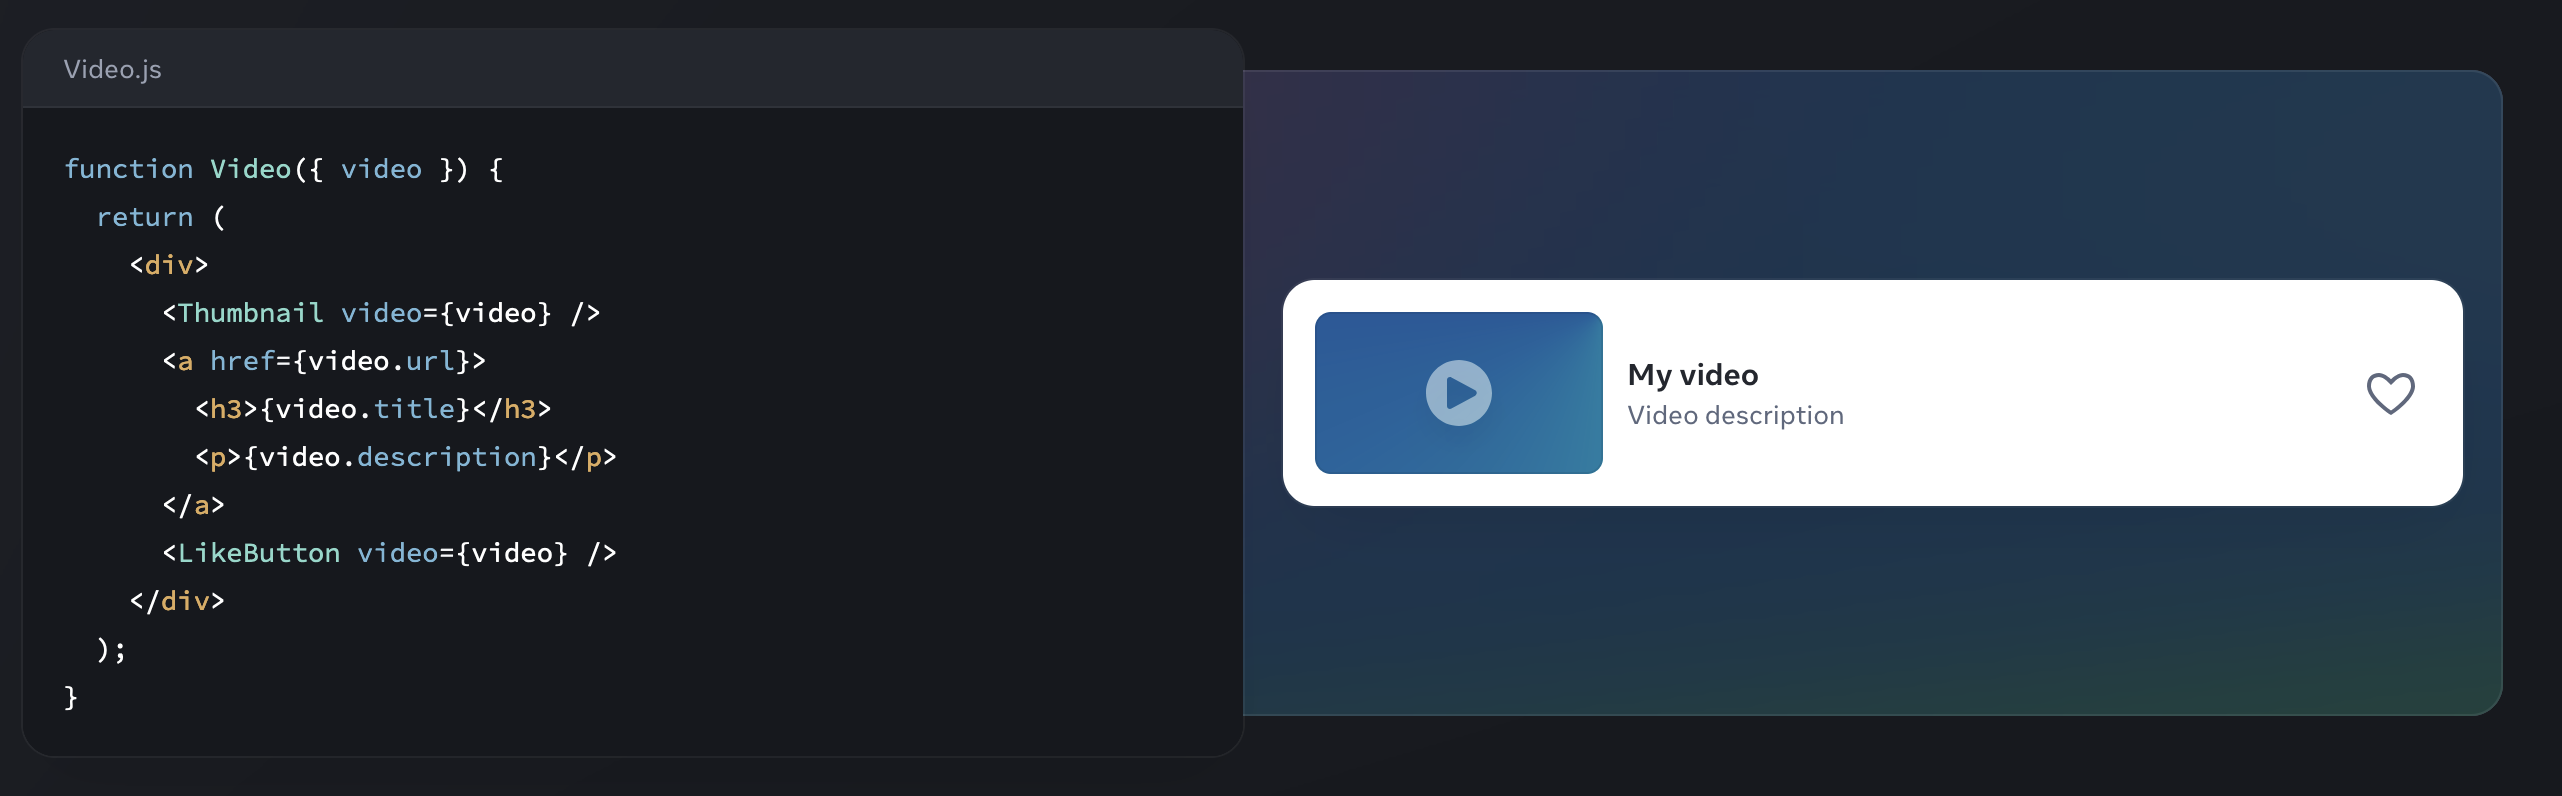 Video.js
function Video({ video }) {
  return (
    <div>
      <Thumbnail video={video} />
      <a href={video.url}>
        <h3>{video.title}</h3>
        <p>{video.description}</p>
      </a>
      <LikeButton video={video} />
    </div>
  );
}
My video
Video description